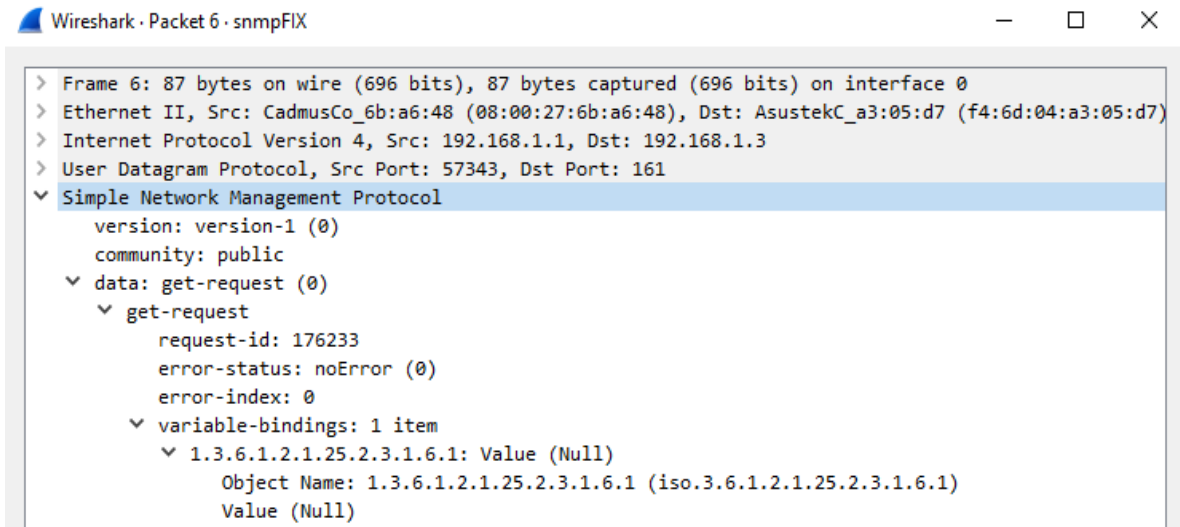 Wireshark · Packet 6 · snmpFIX
Frame 6: 87 bytes on wire (696 bits), 87 bytes captured (696 bits) on interface 0
Ethernet II, Src: CadmusCo_6b:a6:48 (08:00:27:6b:a6:48), Dst: AsustekC_a3:05:d7 (f4:6d:04:a3:05:d7)
Internet Protocol Version 4, Src: 192.168.1.1, Dst: 192.168.1.3
User Datagram Protocol, Src Port: 57343, Dst Port: 161
Simple Network Management Protocol
version: version-1 (0)
community: public
data: get-request (0)
get-request
request-id: 176233
error-status: noError (0)
error-index: 0
variable-bindings: 1 item
1.3.6.1.2.1.25.2.3.1.6.1: Value (Null)
Object Name: 1.3.6.1.2.1.25.2.3.1.6.1 (iso.3.6.1.2.1.25.2.3.1.6.1)
Value (Null)